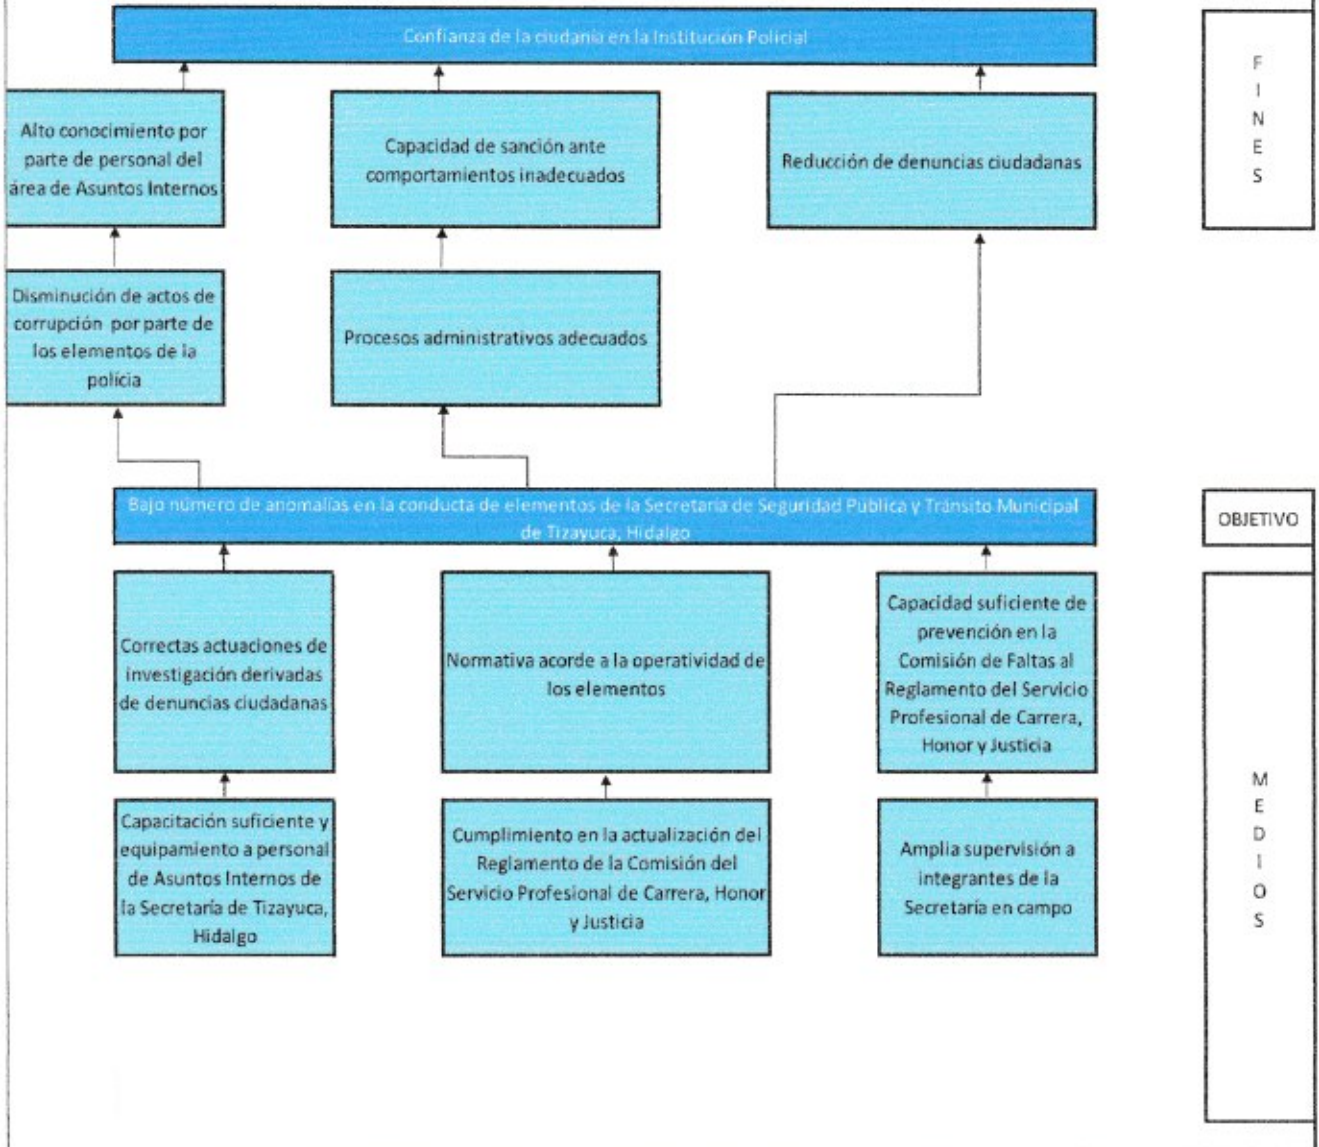 Confianza de la ciudanía en la Institución Policial
Alto conocimiento por
parte de personal del
área de Asuntos Internos
Capacidad de sanción ante
comportamientos inadecuados
Reducción de denuncias ciudadanas
F
I
N
E
S
Disminución de actos de
corrupción por parte de
los elementos de la
polícia
Procesos administrativos adecuados
Bajo número de anomalías en la conducta de elementos de la Secretaría de Seguridad Pública y Tránsito Municipal
de Tizayuca, Hidalgo
OBJETIVO
Correctas actuaciones de
investigación derivadas
de denuncias ciudadanas
Normativa acorde a la operatividad de
los elementos
Capacidad suficiente de
prevención en la
Comisión de Faltas al
Reglamento del Servicio
Profesional de Carrera,
Honor y Justicia
Capacitación suficiente y
equipamiento a personal
de Asuntos Internos de
la Secretaría de Tizayuca,
Hidalgo
Cumplimiento en la actualización del
Reglamento de la Comisión del
Servicio Profesional de Carrera, Honor
y Justicia
Amplia supervisión a
integrantes de la
Secretaría en campo
M
E
D
I
O
S